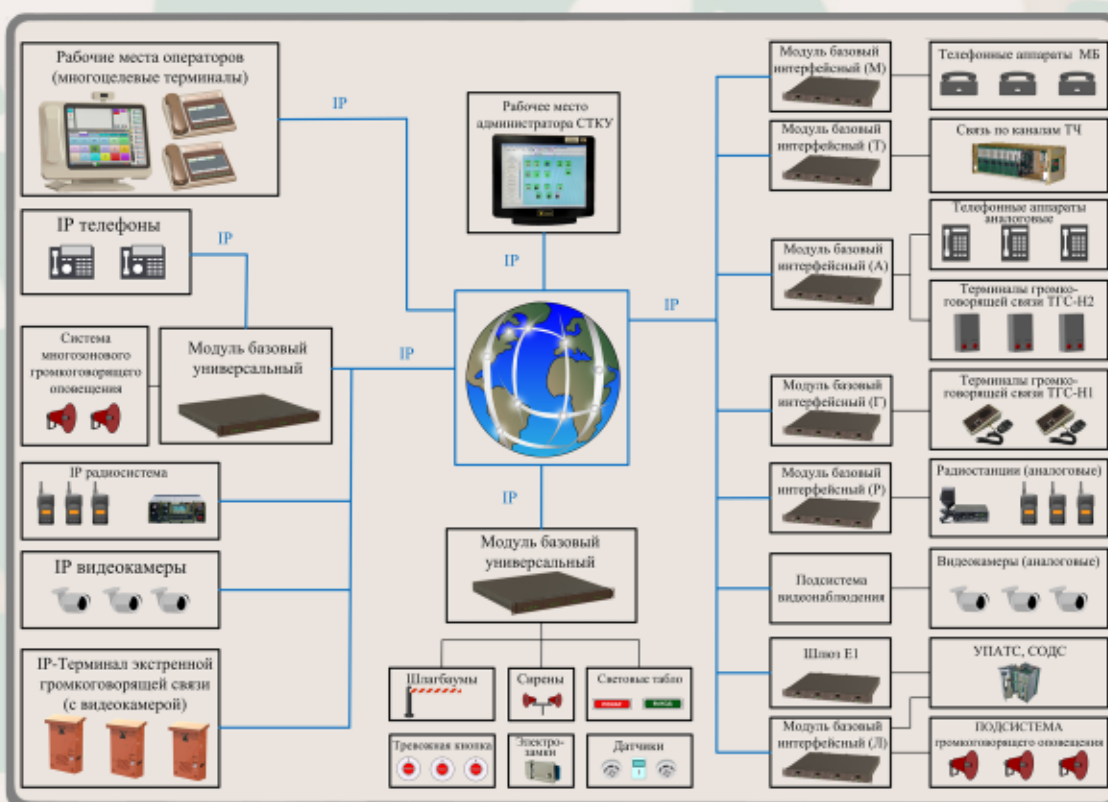 Рабочие места операторов
(многоцелевые терминалы)
IP
Рабочее место
администратора СТКУ
IP
IP телефоны
IP
Система
многозонового
громкоговорящего
оповещения
Модуль базовый
универсальный
IP
IP радиосистема
IP видеокамеры
IP-Терминал экстренной
громкоговорящей связи
(с видеокамерой)
IP
Модуль базовый
универсальный
Шлагбаумы
Сирены
Световые табло
ВЫХОД
Тревожная кнопка
Электро-
замки
Датчики
IP
Модуль базовый
интерфейсный (М)
Телефонные аппараты МБ
Модуль базовый
интерфейсный (Т)
Связь по каналам ТЧ
Модуль базовый
интерфейсный (А)
Телефонные аппараты
аналоговые
Терминалы громко-
говорящей связи ТГС-Н2
Модуль базовый
интерфейсный (Г)
Терминалы громко-
говорящей связи ТГС-Н1
Модуль базовый
интерфейсный (Р)
Радиостанции (аналоговые)
Подсистема
видеонаблюдения
Видеокамеры (аналоговые)
Шлюз Е1
УПАТС, СОДС
Модуль базовый
интерфейсный (Л)
ПОДСИСТЕМА
громкоговорящего оповещения